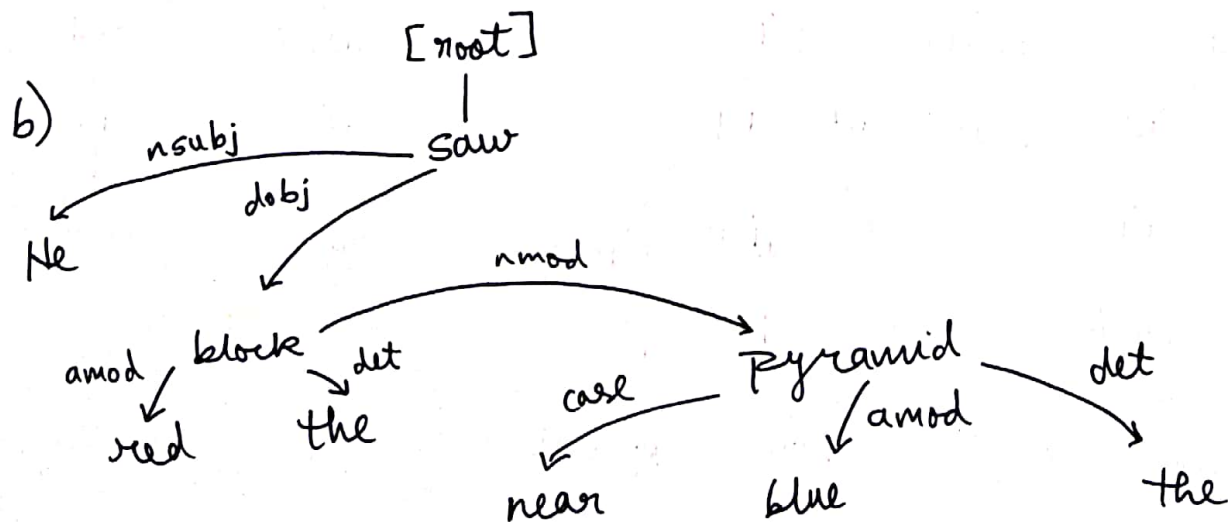 [root]
b)
nsubj saw
dobj
He
nmod
amod block det pyramid det
red the case amod
near blue the